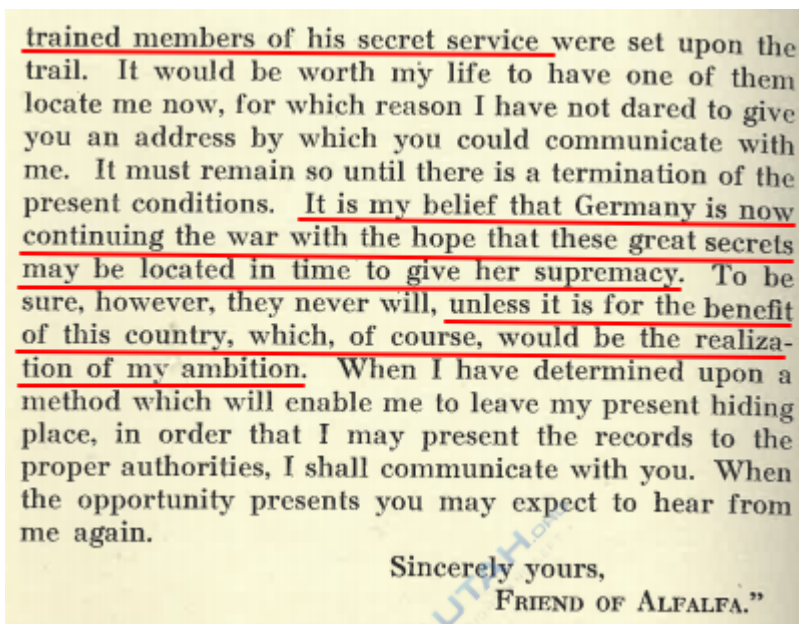 trained members of his secret service were set upon the
trail. It would be worth my life to have one of them
locate me now, for which reason I have not dared to give
you an address by which you could communicate with
me. It must remain so until there is a termination of the
present conditions. It is my belief that Germany is now
continuing the war with the hope that these great secrets
may be located in time to give her supremacy. To be
sure, however, they never will, unless it is for the benefit
of this country, which, of course, would be the realiza-
tion of my ambition. When I have determined upon a
method which will enable me to leave my present hiding
place, in order that I may present the records to the
proper authorities, I shall communicate with you. When
the opportunity presents you may expect to hear from
me again.
Sincerely yours,
FRIEND OF ALFALFA."
UTAH.ORG